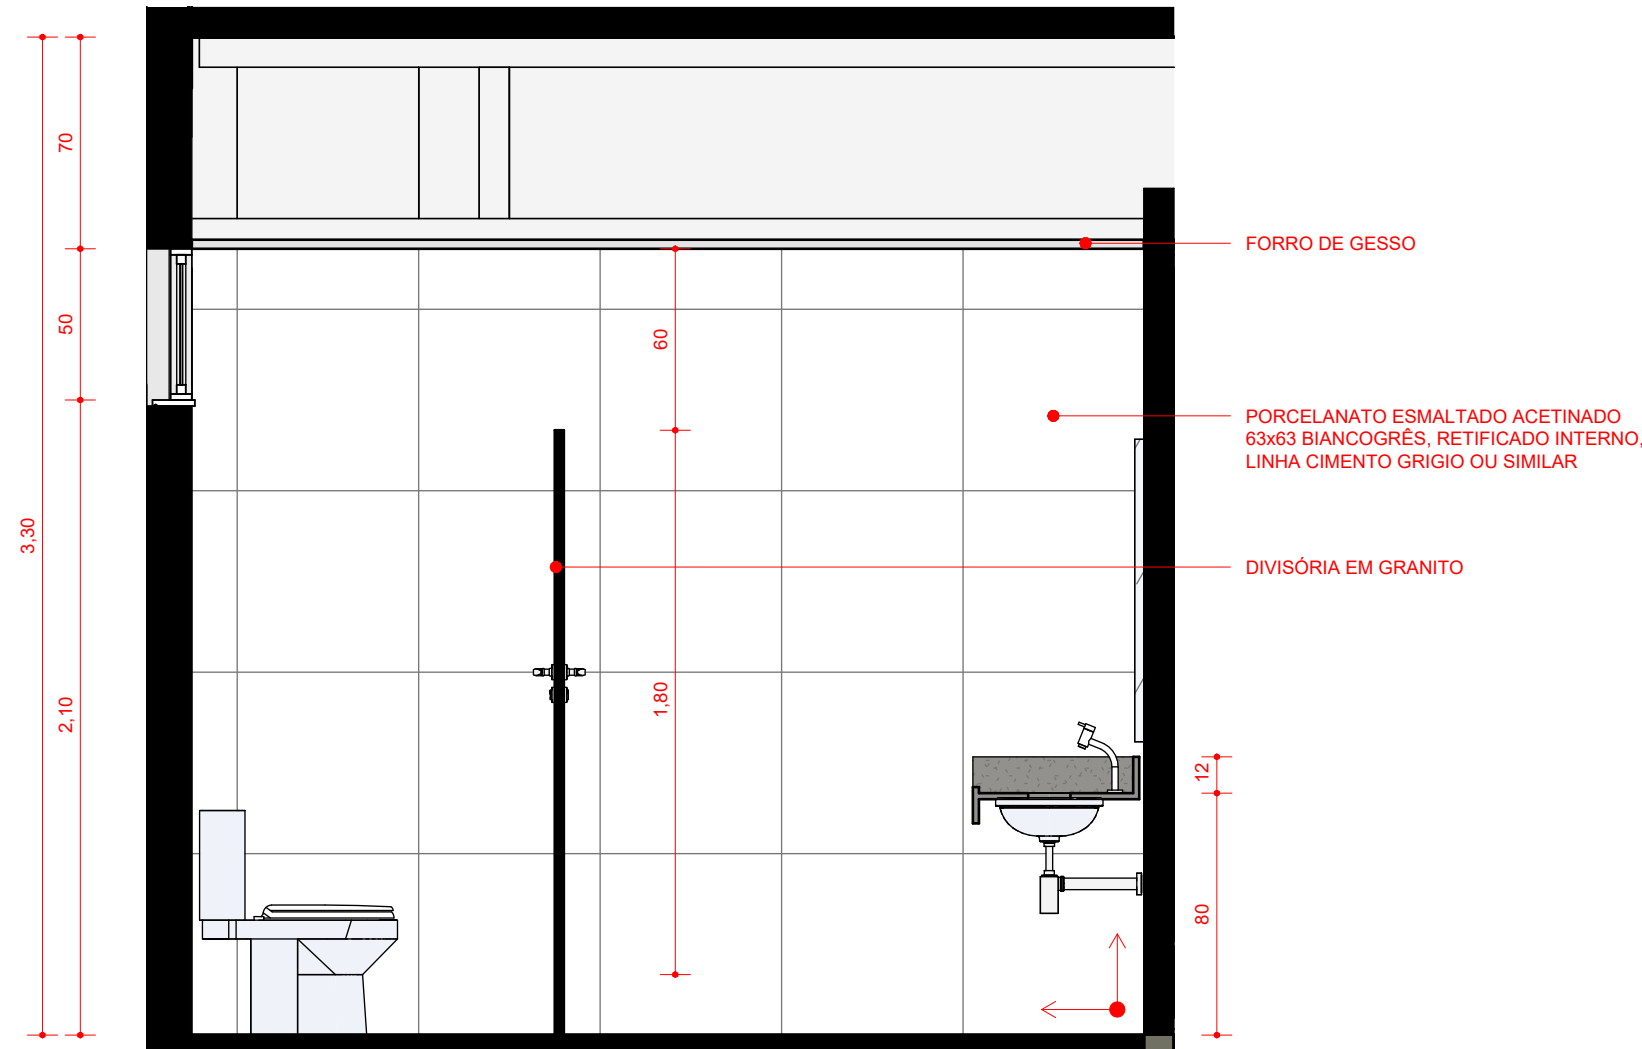 70
FORRO DE GESSO
50
60
PORCELANATO ESMALTADO ACETINADO
63x63 BIANCOGRÊS, RETIFICADO INTERNO,
LINHA CIMENTO GRIGIO OU SIMILAR
3,30
DIVISÓRIA EM GRANITO
2,10
1,80
12
80